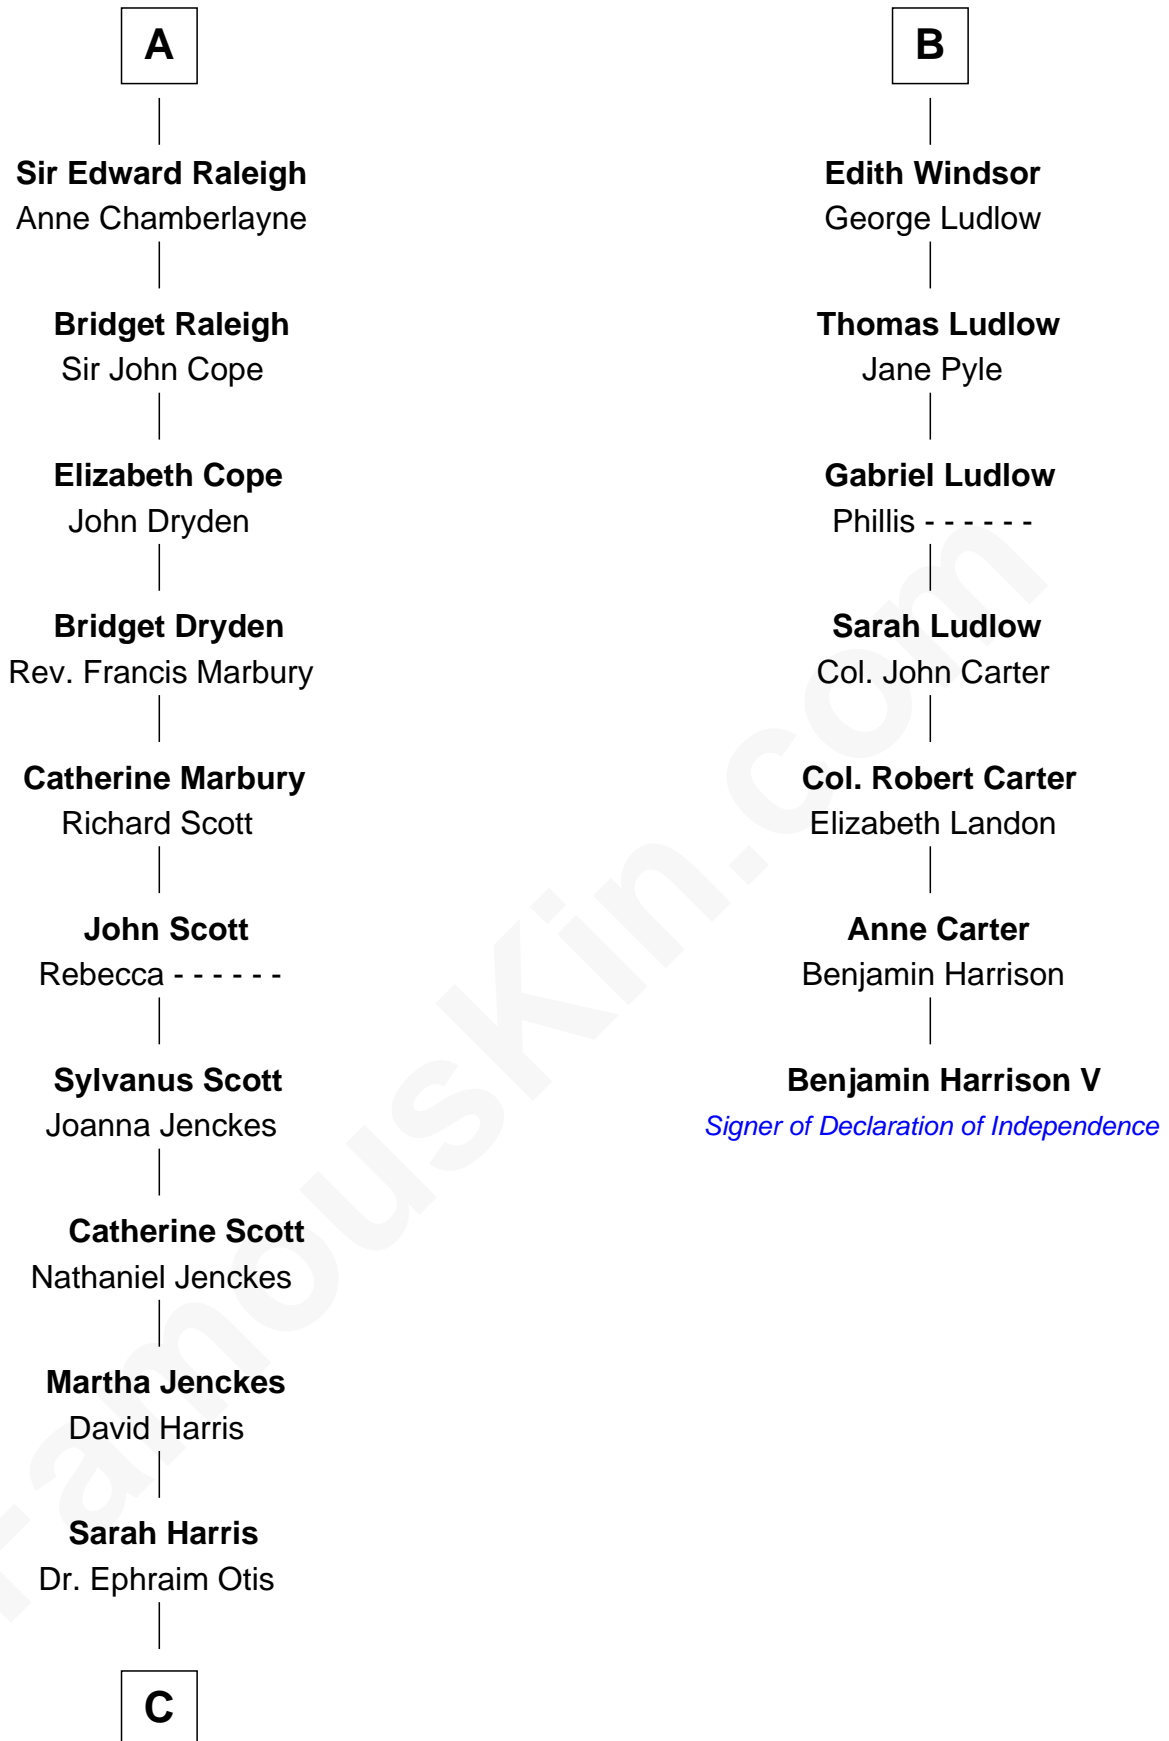 A
Sir Edward Raleigh
Anne Chamberlayne
Bridget Raleigh
Sir John Cope
Elizabeth Cope
John Dryden
Bridget Dryden
Rev. Francis Marbury
Catherine Marbury
Richard Scott
John Scott
Rebecca - - - - - -
Sylvanus Scott
Joanna Jenckes
Catherine Scott
Nathaniel Jenckes
Martha Jenckes
David Harris
Sarah Harris
Dr. Ephraim Otis
C
B
Edith Windsor
George Ludlow
Thomas Ludlow
Jane Pyle
Gabriel Ludlow
Phillis - - - - - -
Sarah Ludlow
Col. John Carter
Col. Robert Carter
Elizabeth Landon
Anne Carter
Benjamin Harrison
Benjamin Harrison V
Signer of Declaration of Independence
FamousKin.com